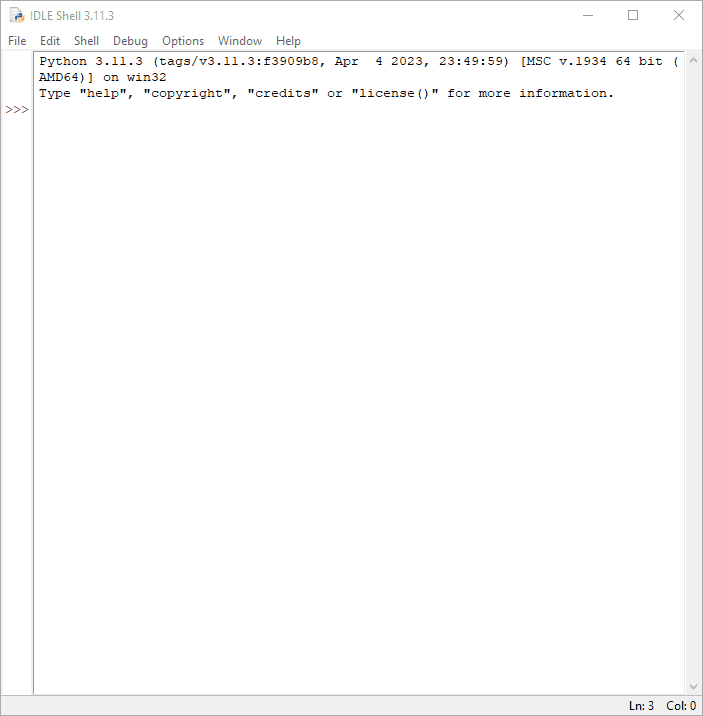 IDLE Shell 3.11.3
File Edit Shell Debug Options Window Help
Python 3.11.3 (tags/v3.11.3:f3909b8, Apr  4 2023, 23:49:59) [MSC v.1934 64 bit (
AMD64)] on win32
Type "help", "copyright", "credits" or "license()" for more information.
>>>
Ln: 3 Col: 0